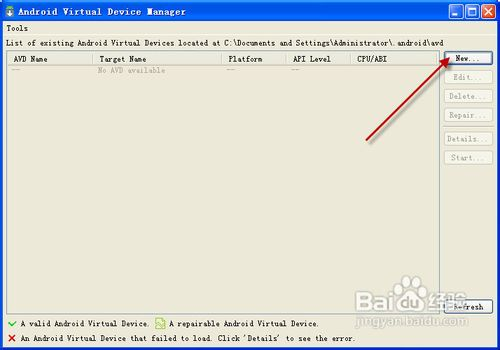 Android Virtual Device Manager
Tools
List of existing Android Virtual Devices located at C:\Documents and Settings\Administrator\.android\avd
AVD Name Target Name Platform API Level CPU/ABI
-- No AVD available -- --
New...
Edit...
Delete...
Repair...
Details...
Start...
Refresh
Baidu 经验
jingyan.baidu.com
A valid Android Virtual Device. A repairable Android Virtual Device.
An Android Virtual Device that failed to load. Click 'Details' to see the error.